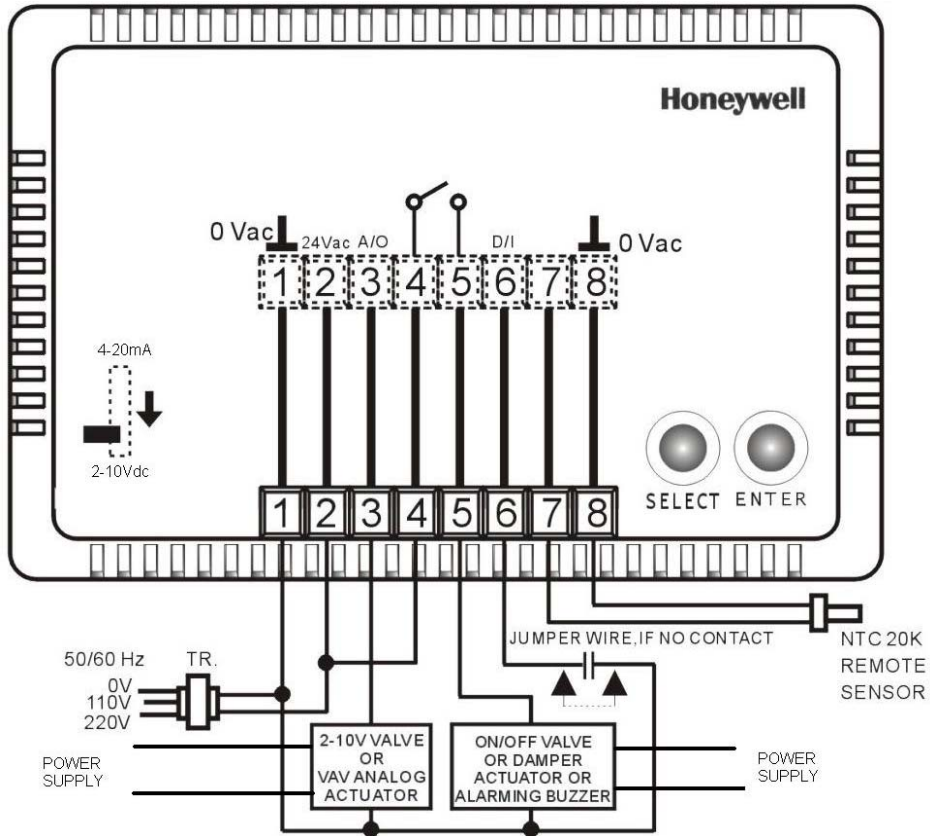 Honeywell
0 Vac 24Vac A/O D/I 0 Vac
1 2 3 4 5 6 7 8
4-20mA
2-10Vdc
SELECT ENTER
1 2 3 4 5 6 7 8
JUMPER WIRE,IF NO CONTACT
NTC 20K
REMOTE
SENSOR
50/60 Hz TR.
0V
110V
220V
POWER
SUPPLY
2-10V VALVE
OR
VAV ANALOG
ACTUATOR
ON/OFF VALVE
OR DAMPER
ACTUATOR OR
ALARMING BUZZER
POWER
SUPPLY